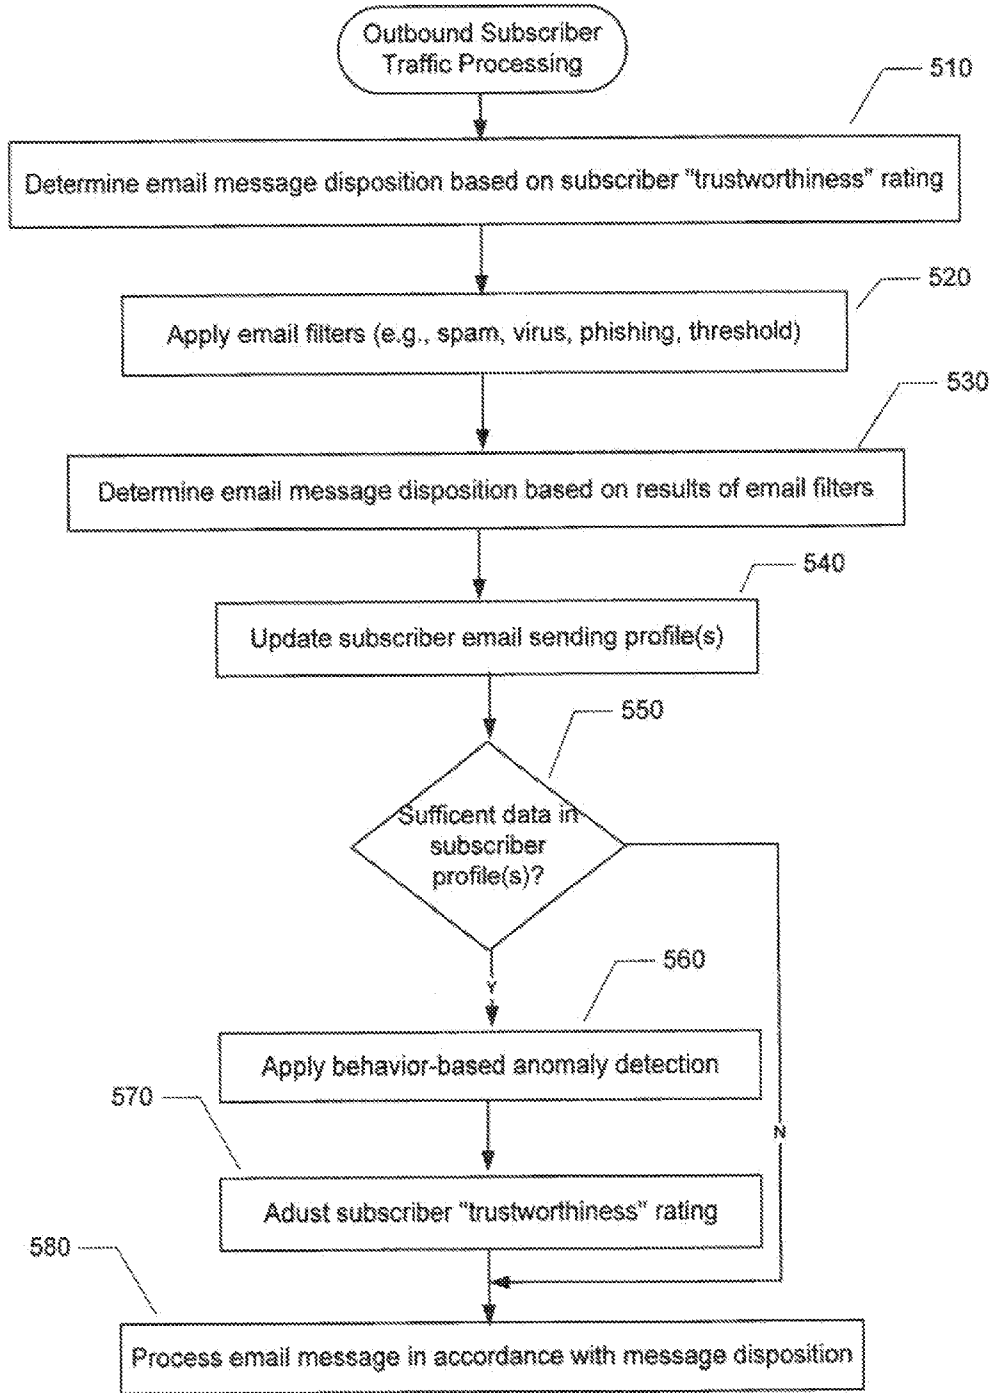 Outbound Subscriber
Traffic Processing
510
Determine email message disposition based on subscriber "trustworthiness" rating
520
Apply email filters (e.g., spam, virus, phishing, threshold)
530
Determine email message disposition based on results of email filters
540
Update subscriber email sending profile(s)
550
Sufficent data in
subscriber
profile(s)?
Y
560
Apply behavior-based anomaly detection
N
570
Adust subscriber "trustworthiness" rating
580
Process email message in accordance with message disposition